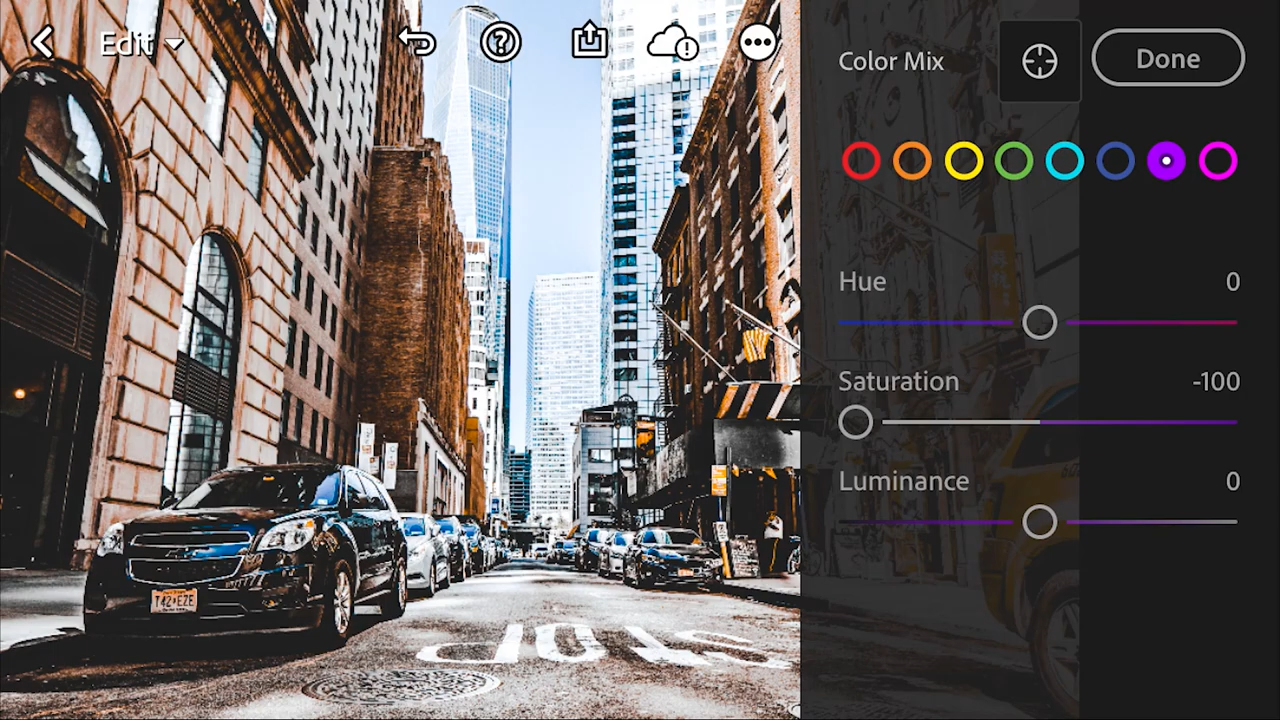 Edit
Color Mix
Done
Hue 0
Saturation -100
Luminance 0
T42•EZE
STOP